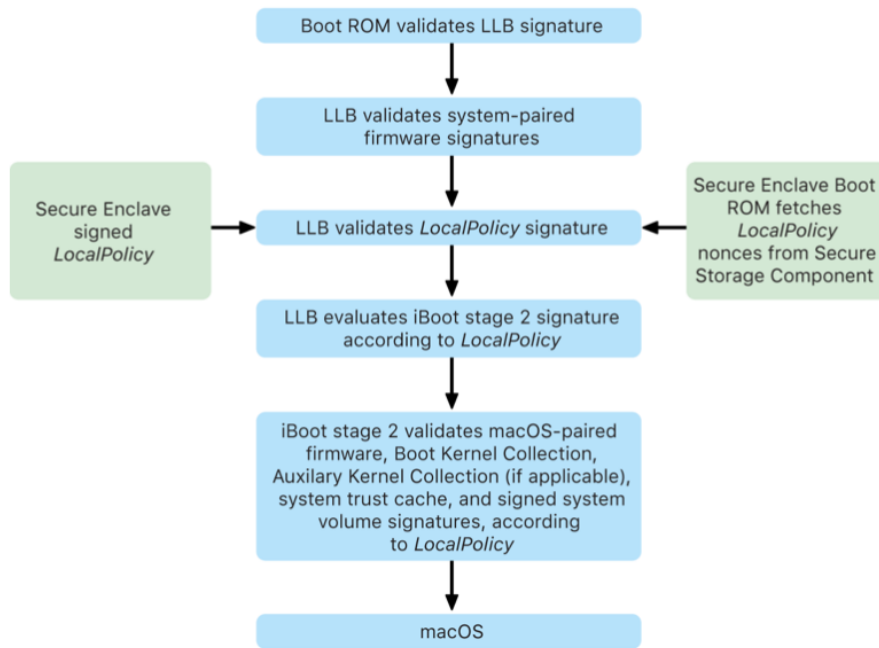 Boot ROM validates LLB signature
LLB validates system-paired
firmware signatures
Secure Enclave
signed
LocalPolicy
LLB validates LocalPolicy signature
Secure Enclave Boot
ROM fetches
LocalPolicy
nonces from Secure
Storage Component
LLB evaluates iBoot stage 2 signature
according to LocalPolicy
iBoot stage 2 validates macOS-paired
firmware, Boot Kernel Collection,
Auxilary Kernel Collection (if applicable),
system trust cache, and signed system
volume signatures, according
to LocalPolicy
macOS